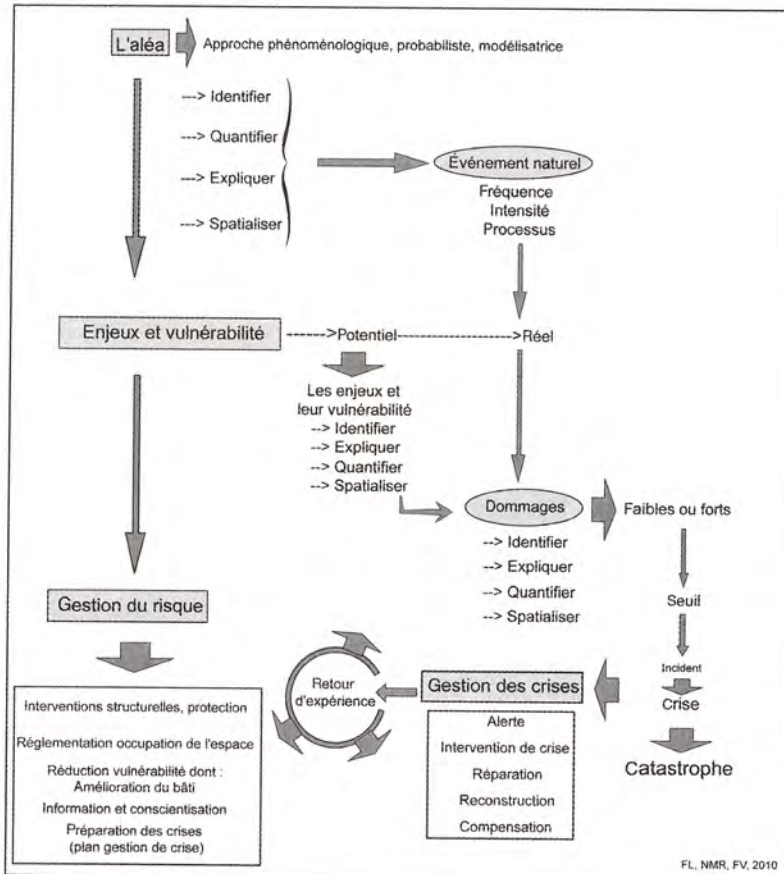 L'aléa
Approche phénoménologique, probabiliste, modélisatrice
---> Identifier
---> Quantifier
---> Expliquer
---> Spatialiser
Événement naturel
Fréquence
Intensité
Processus
Enjeux et vulnérabilité ------>Potentiel---------------->Réel
Les enjeux et
leur vulnérabilité
--> Identifier
--> Expliquer
--> Quantifier
--> Spatialiser
Dommages
Faibles ou forts
--> Identifier
--> Expliquer
--> Quantifier
--> Spatialiser
Seuil
Incident
Crise
Catastrophe
Gestion du risque
Interventions structurelles, protection
Réglementation occupation de l'espace
Réduction vulnérabilité dont :
Amélioration du bâti
Information et conscientisation
Préparation des crises
(plan gestion de crise)
Retour
d'expérience
Gestion des crises
Alerte
Intervention de crise
Réparation
Reconstruction
Compensation
FL, NMR, FV, 2010